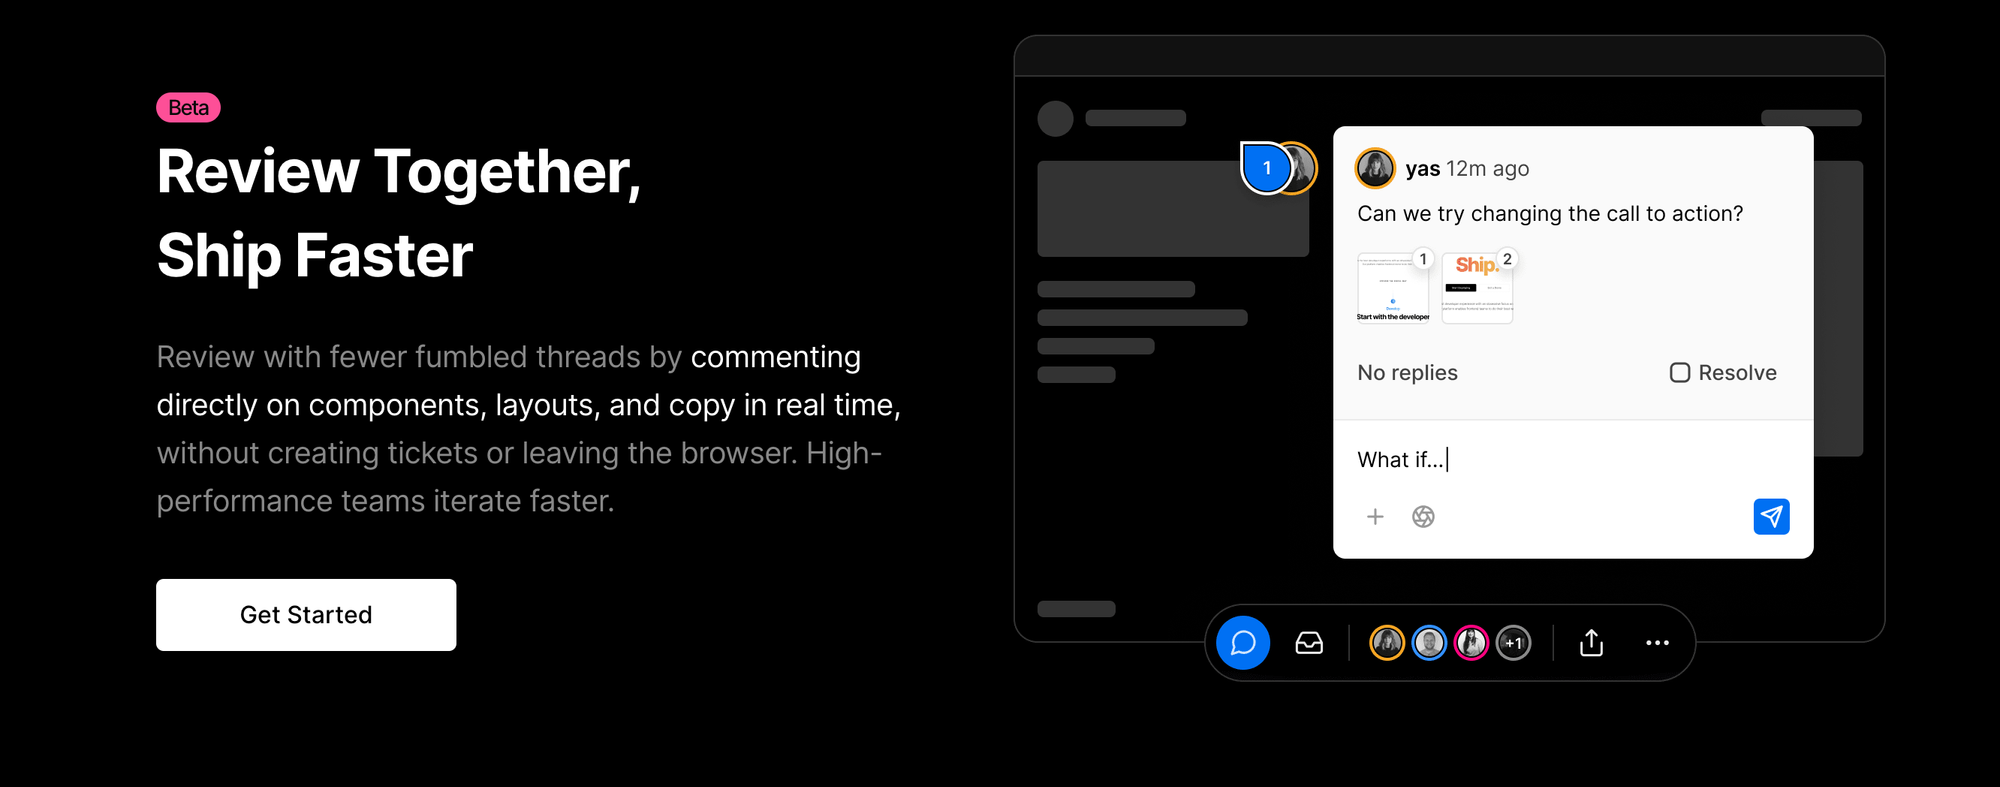 Beta
Review Together,
Ship Faster
Review with fewer fumbled threads by commenting
directly on components, layouts, and copy in real time,
without creating tickets or leaving the browser. High-
performance teams iterate faster.
Get Started
1
yas 12m ago
Can we try changing the call to action?
1
2
Ship.
Start with the developer
No replies
Resolve
What if...
+1